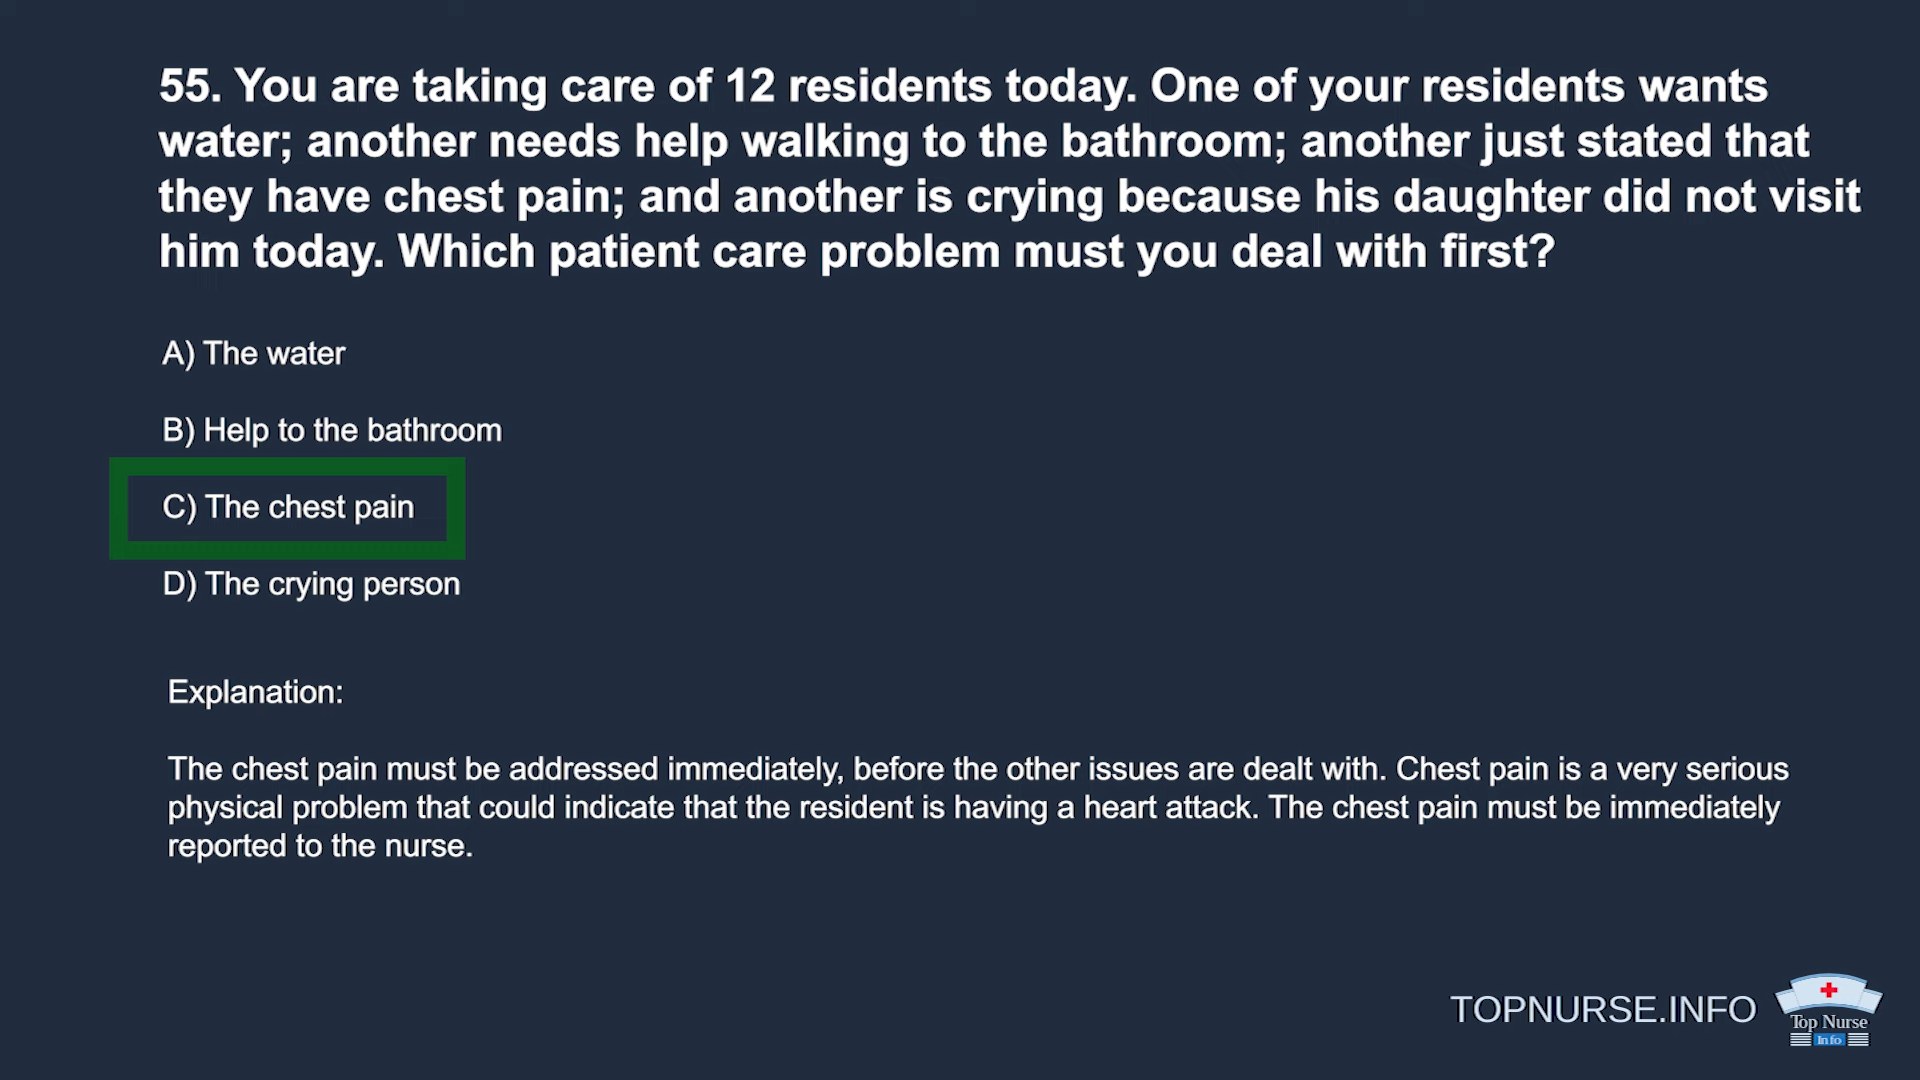 55. You are taking care of 12 residents today. One of your residents wants
water; another needs help walking to the bathroom; another just stated that
they have chest pain; and another is crying because his daughter did not visit
him today. Which patient care problem must you deal with first?
A) The water
B) Help to the bathroom
C) The chest pain
D) The crying person
Explanation:
The chest pain must be addressed immediately, before the other issues are dealt with. Chest pain is a very serious
physical problem that could indicate that the resident is having a heart attack. The chest pain must be immediately
reported to the nurse.
TOPNURSE.INFO
Top Nurse
Info